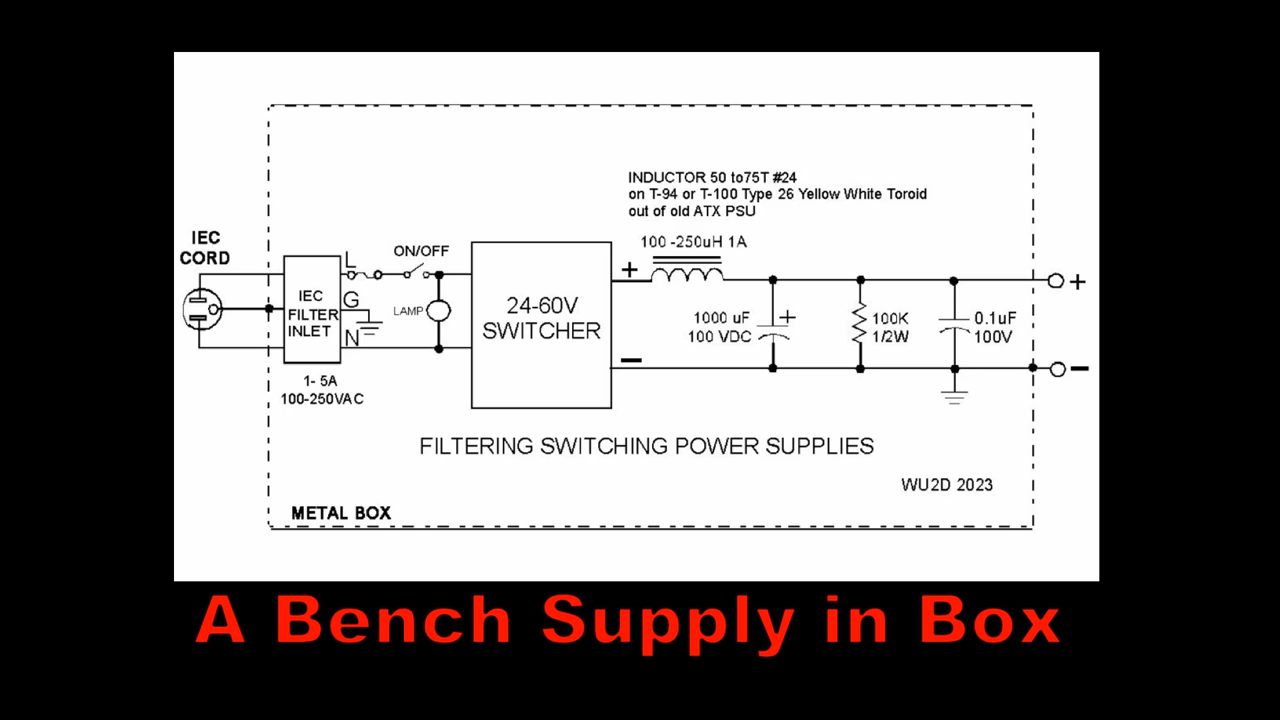 INDUCTOR 50 to75T #24
on T-94 or T-100 Type 26 Yellow White Toroid
out of old ATX PSU
100 -250uH 1A
IEC
CORD
L
ON/OFF
+
+
IEC
FILTER
INLET
G
LAMP
24-60V
SWITCHER
1000 uF
100 VDC
+
100K
1/2W
0.1uF
100V
N
−
−
1- 5A
100-250VAC
FILTERING SWITCHING POWER SUPPLIES
WU2D 2023
METAL BOX
A Bench Supply in Box